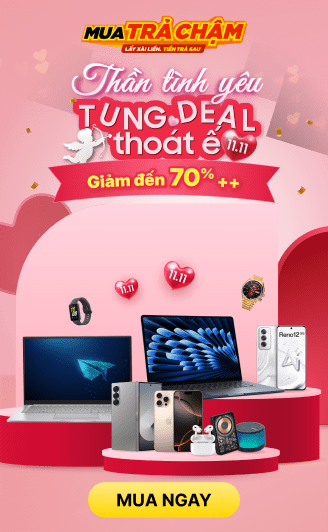 MUA TRẢ CHẬM
LẤY XÀI LIỀN. TIỀN TRẢ SAU
Thần tình yêu
TUNG DEAL
thoát ế 11.11
Giảm đến 70% ++
11.11
11.11
Reno12 5G
MUA NGAY